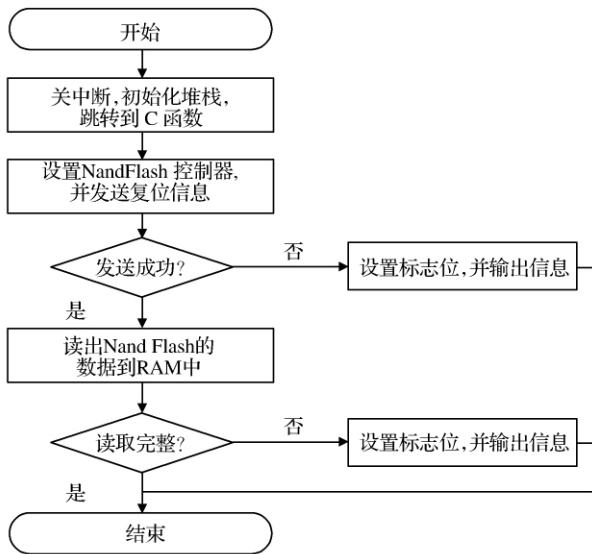 开始
关中断,初始化堆栈,
跳转到 C 函数
设置NandFlash 控制器,
并发送复位信息
发送成功?
否
设置标志位,并输出信息
是
读出Nand Flash的
数据到RAM中
读取完整?
否
设置标志位,并输出信息
是
结束